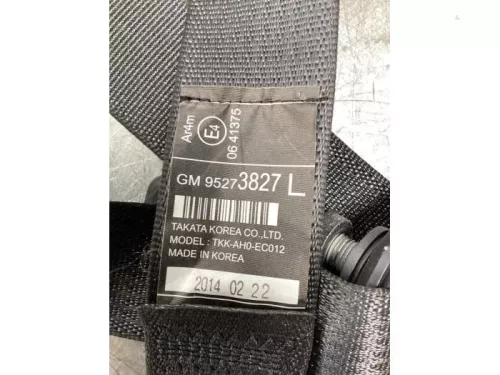 Ar4m
E4
06 41375
GM 95273827 L
TAKATA KOREA CO.,LTD.
MODEL : TKK-AH0-EC012
MADE IN KOREA
2014 02 22